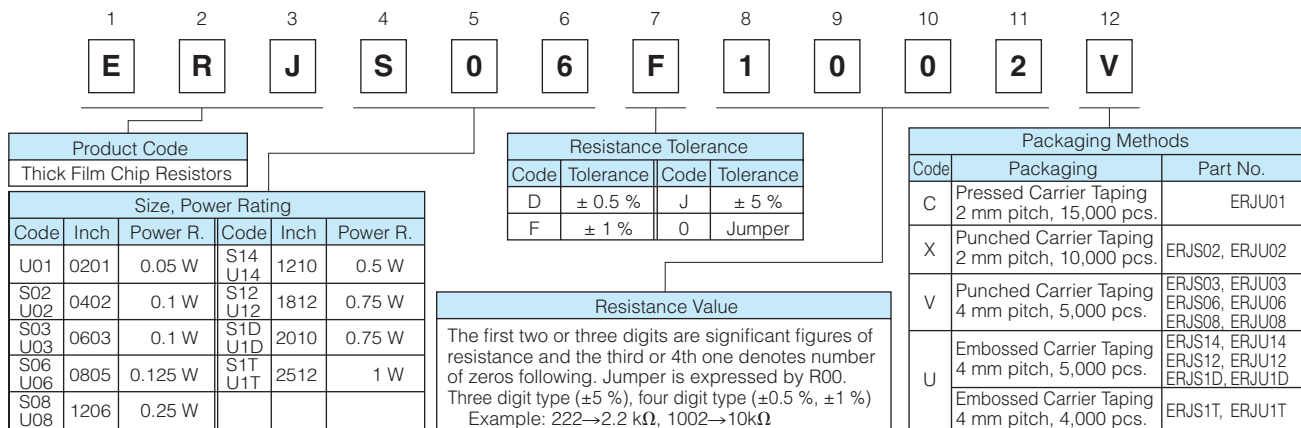 1 2 3 4 5 6 7 8 9 10 11 12
E R J S 0 6 F 1 0 0 2 V
Product Code
Thick Film Chip Resistors
Size, Power Rating
Code Inch Power R. Code Inch Power R.
U01 0201 0.05 W S14 U14 1210 0.5 W
S02 U02 0402 0.1 W S12 U12 1812 0.75 W
S03 U03 0603 0.1 W S1D U1D 2010 0.75 W
S06 U06 0805 0.125 W S1T U1T 2512 1 W
S08 U08 1206 0.25 W
Resistance Tolerance
Code Tolerance Code Tolerance
D ± 0.5 % J ± 5 %
F ± 1 % 0 Jumper
Resistance Value
The first two or three digits are significant figures of
resistance and the third or 4th one denotes number
of zeros following. Jumper is expressed by R00.
Three digit type (±5 %), four digit type (±0.5 %, ±1 %)
Example: 222→2.2 kΩ, 1002→10kΩ
Packaging Methods
Code Packaging Part No.
C Pressed Carrier Taping
2 mm pitch, 15,000 pcs. ERJU01
X Punched Carrier Taping
2 mm pitch, 10,000 pcs. ERJS02, ERJU02
V Punched Carrier Taping
4 mm pitch, 5,000 pcs.
ERJS03, ERJU03
ERJS06, ERJU06
ERJS08, ERJU08
U Embossed Carrier Taping
4 mm pitch, 5,000 pcs.
ERJS14, ERJU14
ERJS12, ERJU12
ERJS1D, ERJU1D
Embossed Carrier Taping
4 mm pitch, 4,000 pcs. ERJS1T, ERJU1T